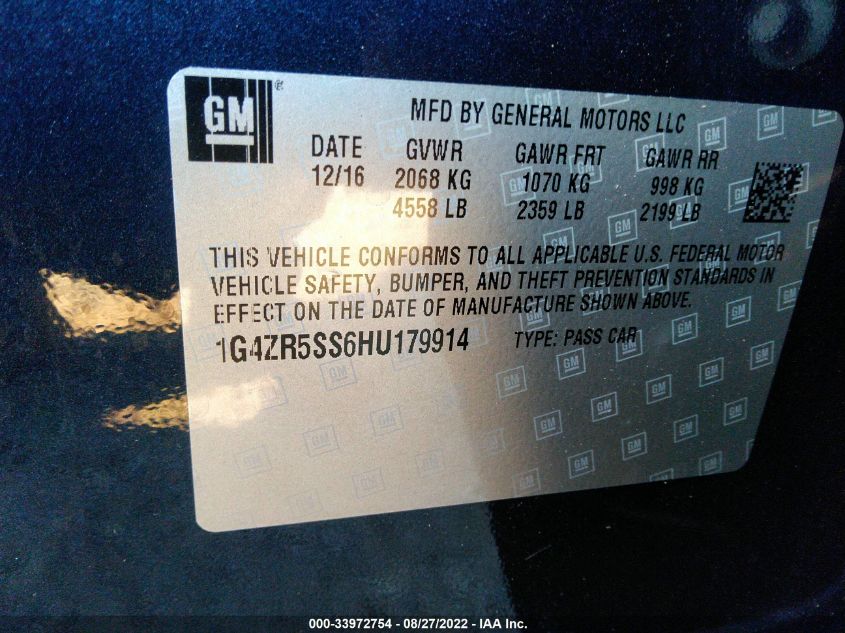 GM ®
MFD BY GENERAL MOTORS LLC
DATE GVWR GAWR FRT GAWR RR
12/16 2068 KG 1070 KG 998 KG
4558 LB 2359 LB 2199 LB
THIS VEHICLE CONFORMS TO ALL APPLICABLE U.S. FEDERAL MOTOR
VEHICLE SAFETY, BUMPER, AND THEFT PREVENTION STANDARDS IN
EFFECT ON THE DATE OF MANUFACTURE SHOWN ABOVE.
1G4ZR5SS6HU179914 TYPE: PASS CAR
000-33972754 - 08/27/2022 - IAA Inc.